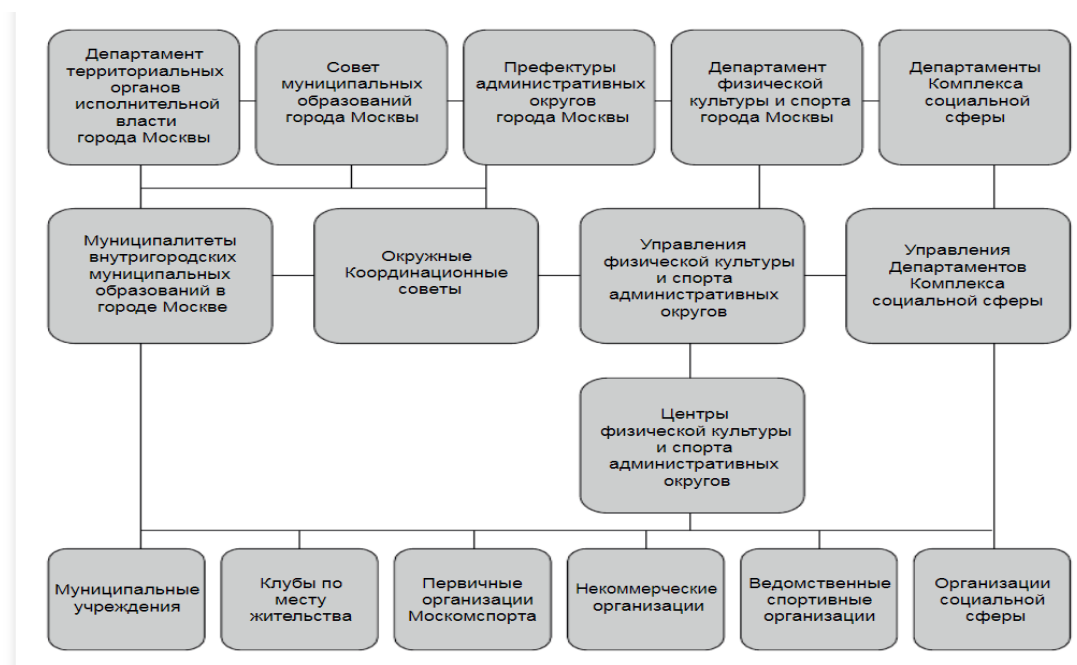 Департамент
территориальных
органов
исполнительной
власти
города Москвы
Совет
муниципальных
образований
города Москвы
Префектуры
административных
округов
города Москвы
Департамент
физической
культуры и спорта
города Москвы
Департаменты
Комплекса
социальной
сферы
Муниципалитеты
внутригородских
муниципальных
образований в
городе Москве
Окружные
Координационные
советы
Управления
физической культуры
и спорта
административных
округов
Управления
Департаментов
Комплекса
социальной сферы
Центры
физической культуры
и спорта
административных
округов
Муниципальные
учреждения
Клубы по
месту
жительства
Первичные
организации
Москомспорта
Некоммерческие
организации
Ведомственные
спортивные
организации
Организации
социальной
сферы